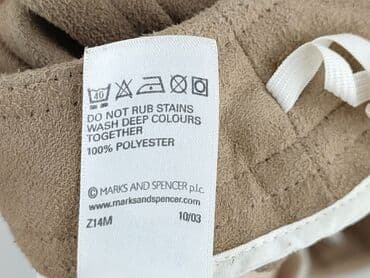 40
DO NOT RUB STAINS
WASH DEEP COLOURS
TOGETHER
100% POLYESTER
© MARKS AND SPENCER p.l.c.
www.marksandspencer.com
Z14M 10/03